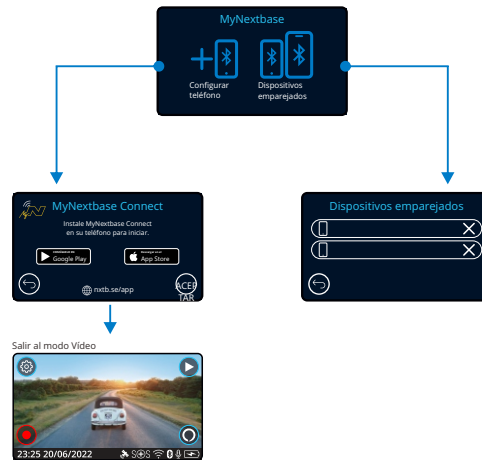 MyNextbase
Configurar
teléfono
Dispositivos
emparejados
MyNextbase Connect
Instale MyNextbase Connect
en su teléfono para iniciar.
Google Play
App Store
nxtb.se/app
ACEP
TAR
Dispositivos emparejados
Salir al modo Vídeo
23:25 20/06/2022
SOS